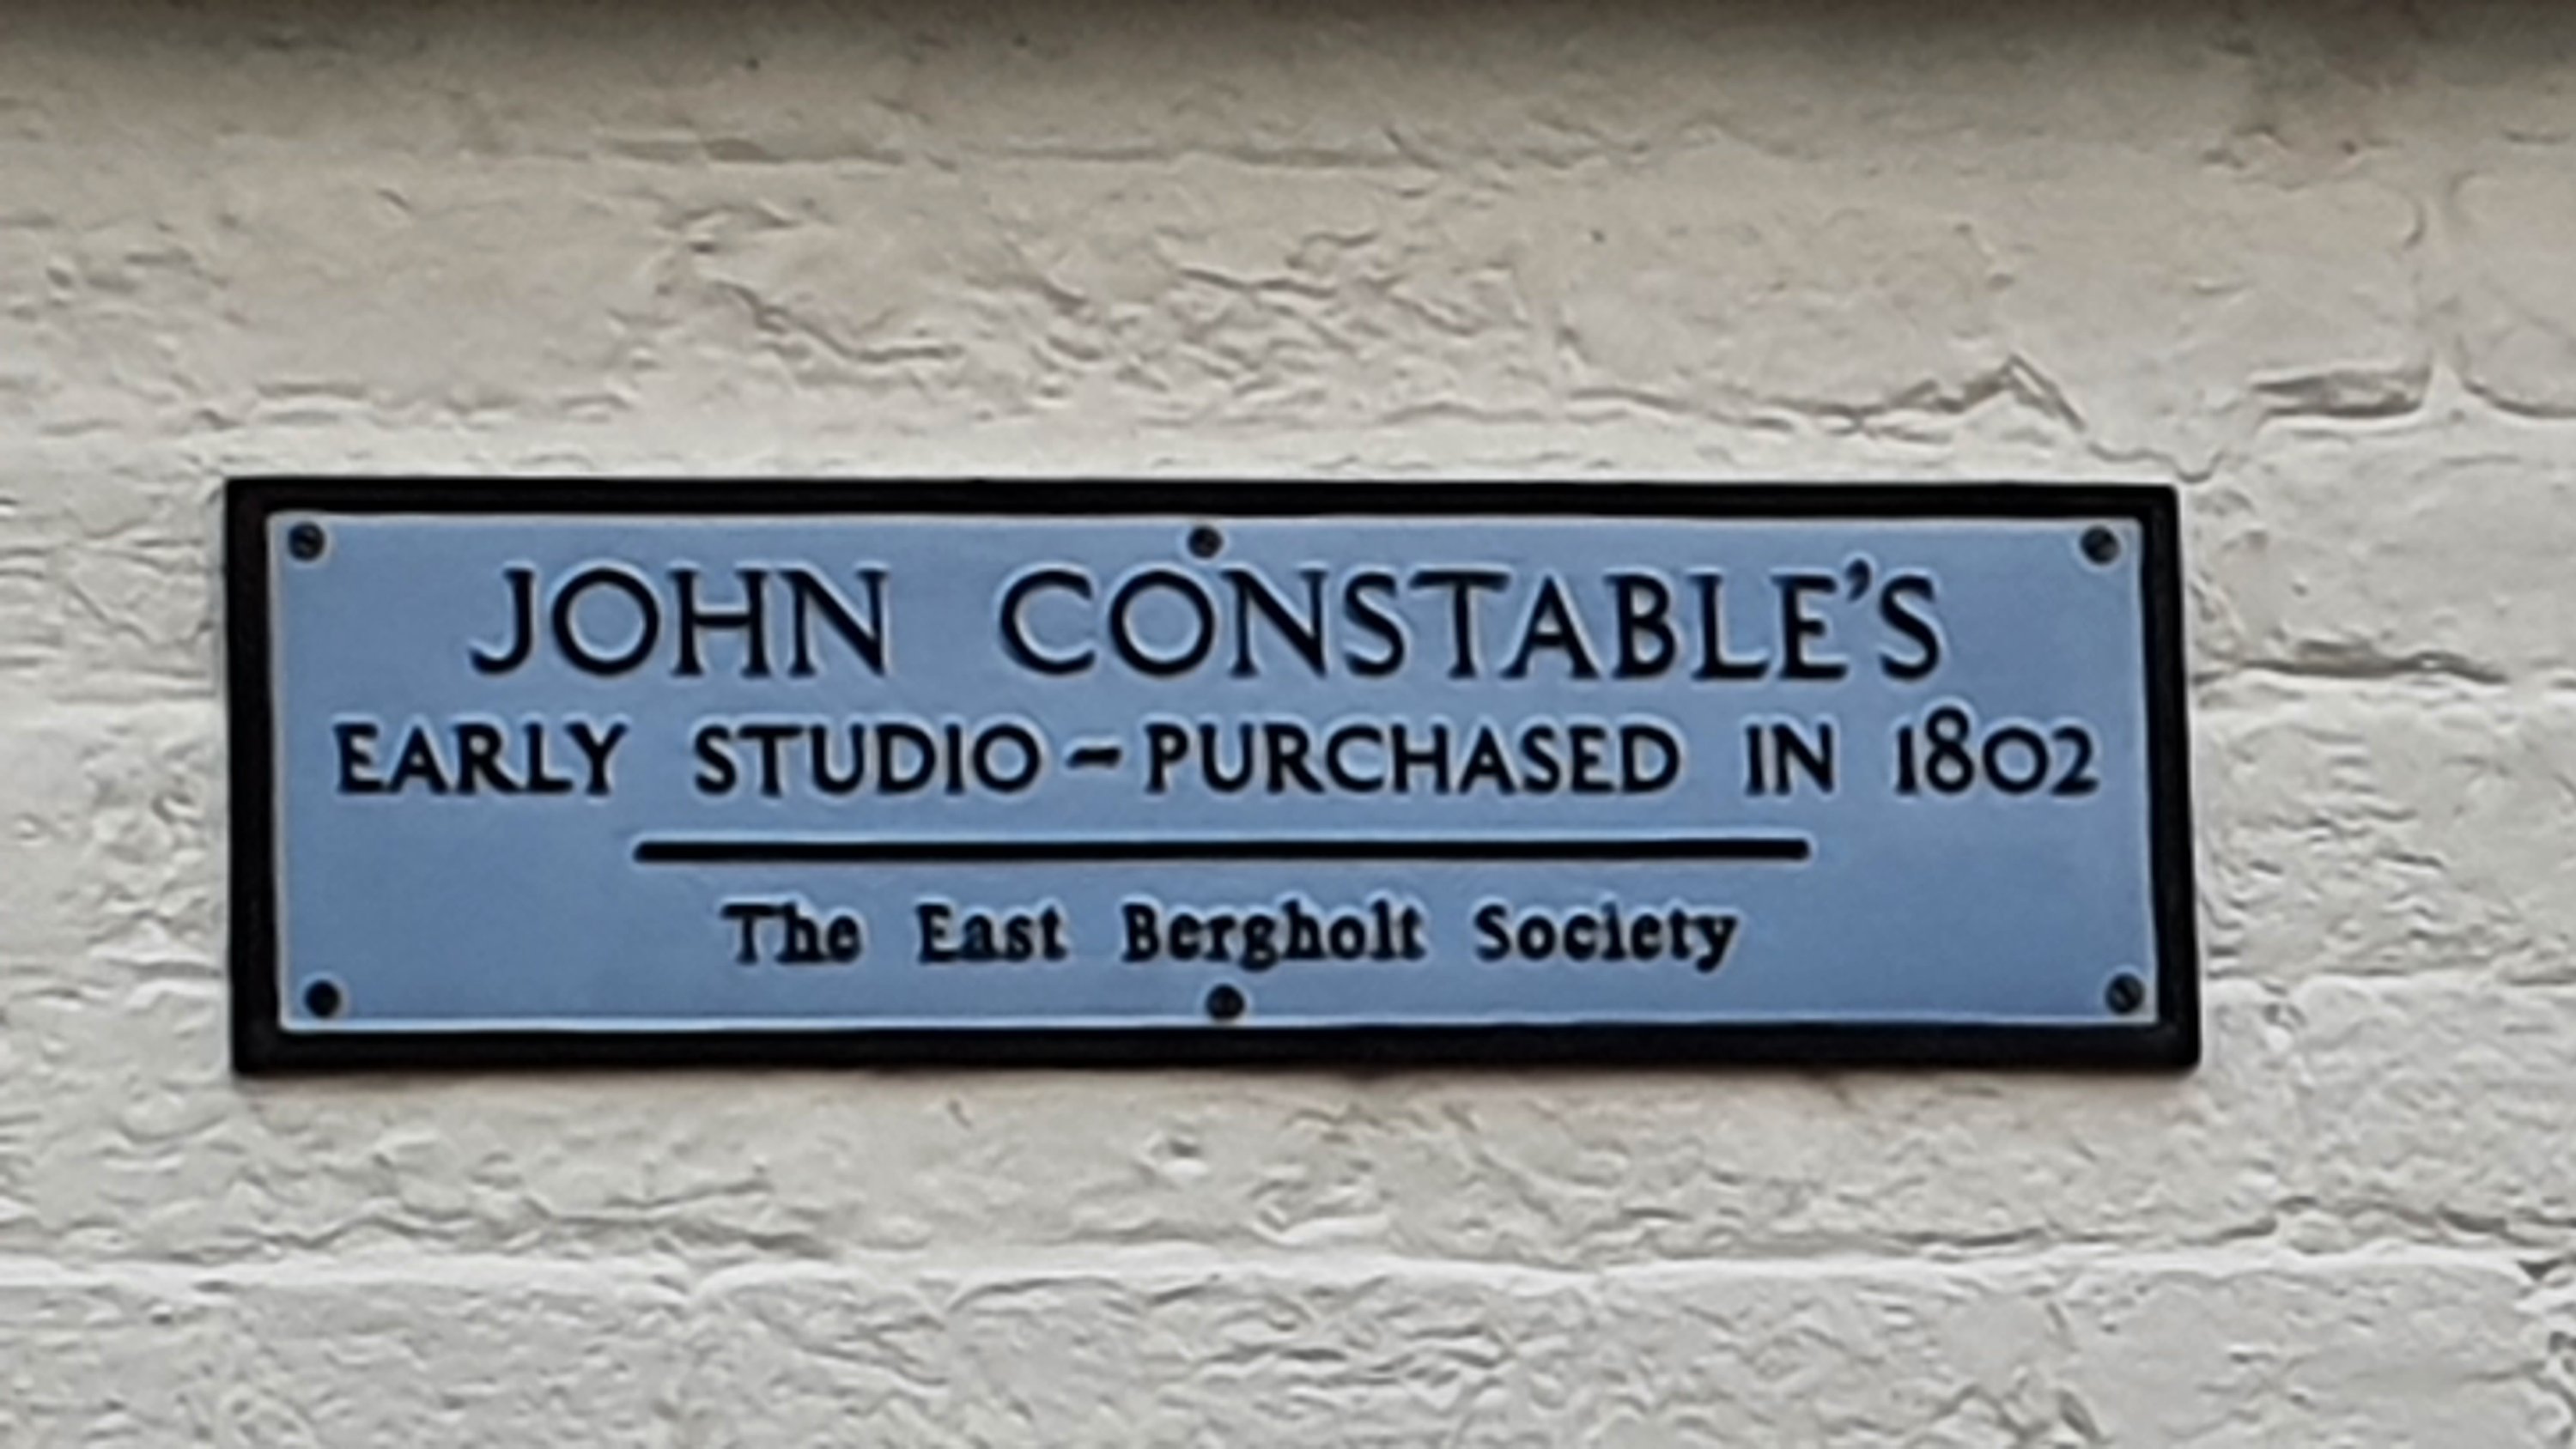 JOHN CONSTABLE'S
EARLY STUDIO - PURCHASED IN 1802
The East Bergholt Society